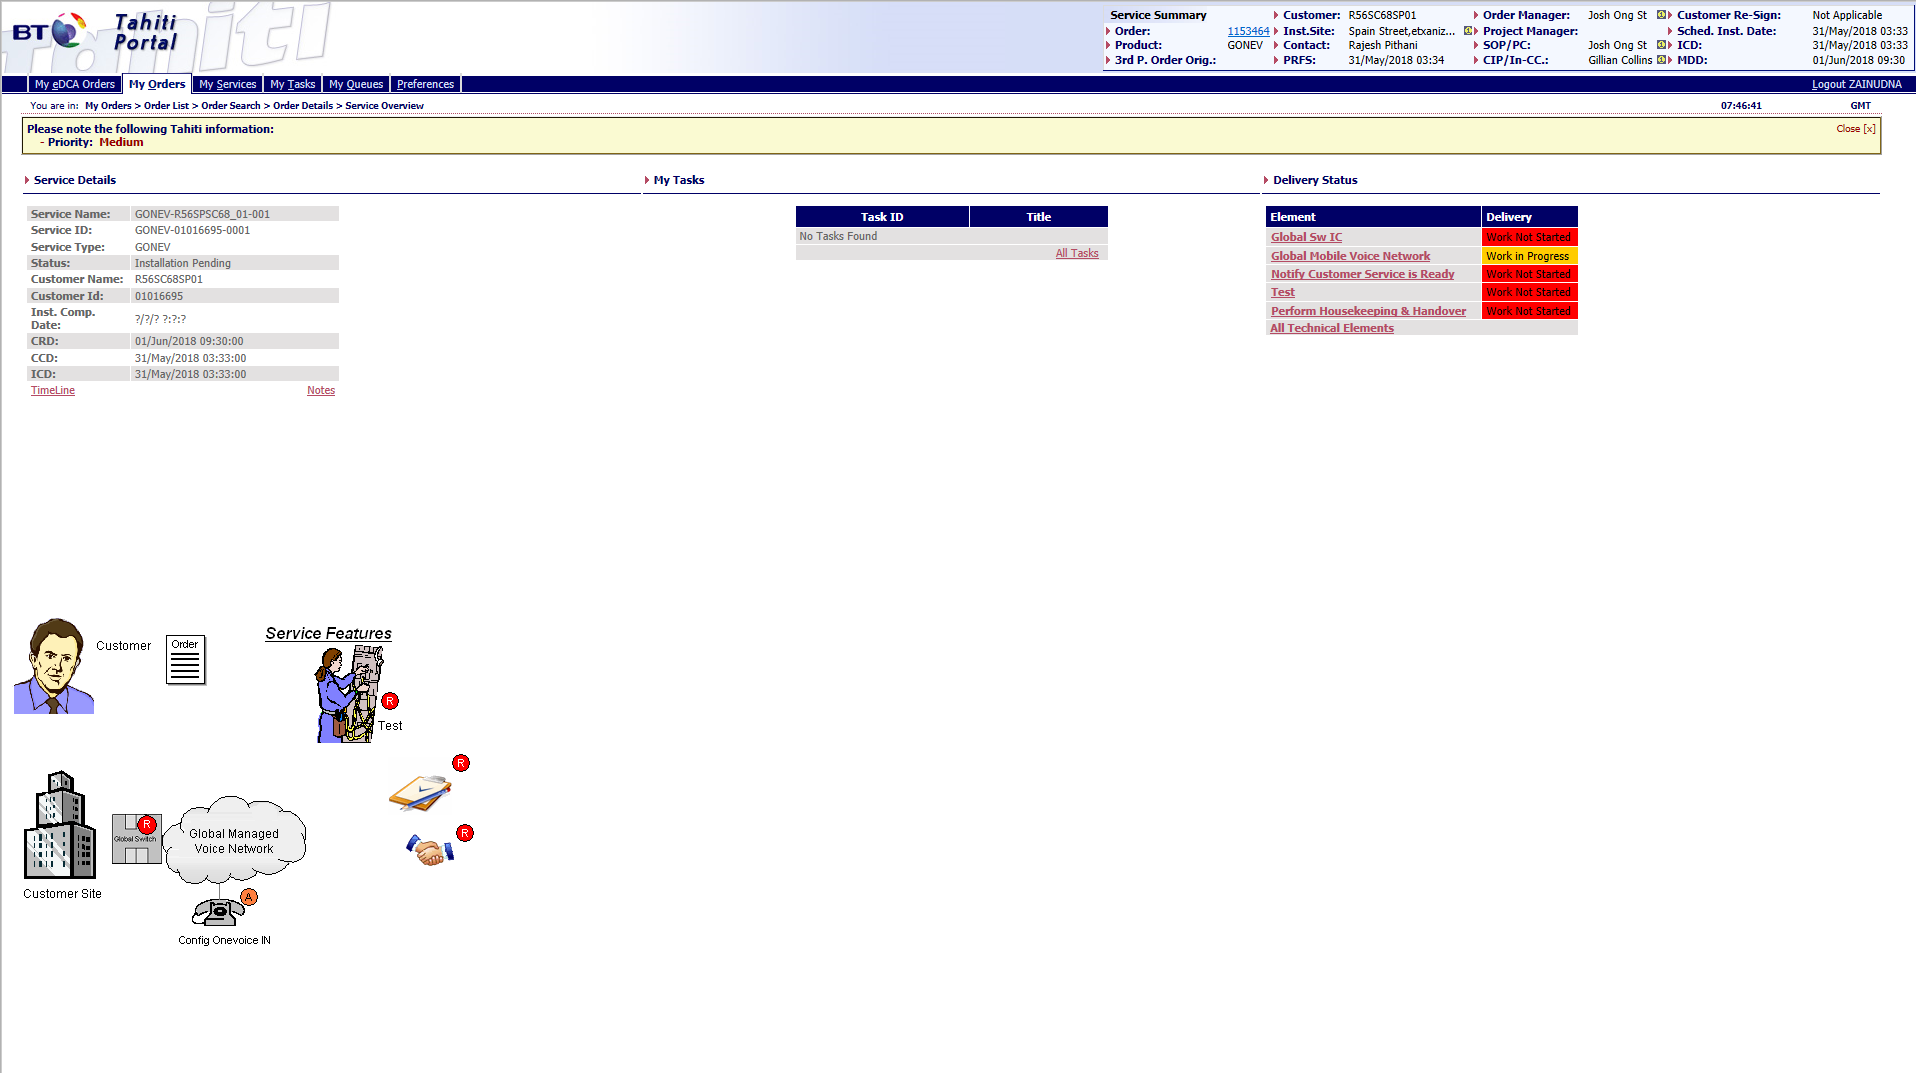 BT Tahiti Portal
Service Summary
Customer: R56SC68SP01
Order Manager: Josh Ong St
Customer Re-Sign: Not Applicable
Order: 1153464
Inst.Site: Spain Street,etxaniz...
Project Manager:
Sched. Inst. Date: 31/May/2018 03:33
Product: GONEV
Contact: Rajesh Pithani
SOP/PC: Josh Ong St
ICD: 31/May/2018 03:33
3rd P. Order Orig.:
PRFS: 31/May/2018 03:34
CIP/In-CC.: Gillian Collins
MDD: 01/Jun/2018 09:30
My eDCA Orders My Orders My Services My Tasks My Queues Preferences Logout ZAINUDNA
You are in: My Orders > Order List > Order Search > Order Details > Service Overview 07:46:41 GMT
Please note the following Tahiti information: Close [x]
- Priority: Medium
Service Details
Service Name: GONEV-R56SPSC68_01-001
Service ID: GONEV-01016695-0001
Service Type: GONEV
Status: Installation Pending
Customer Name: R56SC68SP01
Customer Id: 01016695
Inst. Comp. Date: ?/?/? ?:?:?
CRD: 01/Jun/2018 09:30:00
CCD: 31/May/2018 03:33:00
ICD: 31/May/2018 03:33:00
TimeLine Notes
My Tasks
Task ID Title
No Tasks Found
All Tasks
Delivery Status
Element Delivery
Global Sw IC Work Not Started
Global Mobile Voice Network Work in Progress
Notify Customer Service is Ready Work Not Started
Test Work Not Started
Perform Housekeeping & Handover Work Not Started
All Technical Elements
Customer
Order
Service Features
R
Test
R
R
R
Global Switch
Global Managed
Voice Network
Customer Site
A
Config Onevoice IN